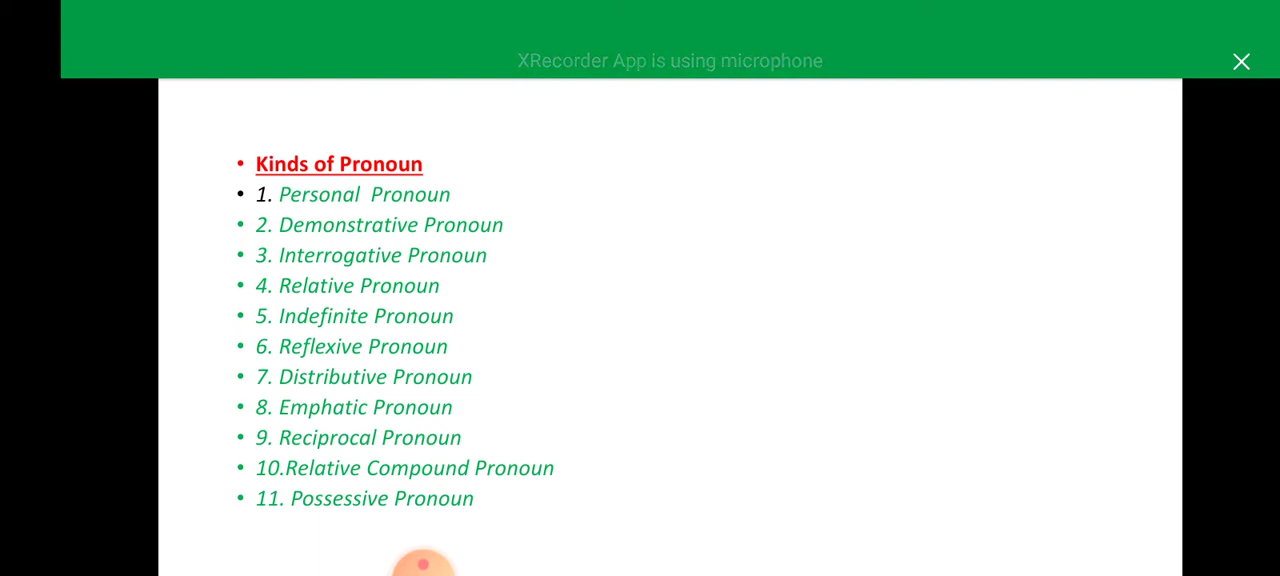 XRecorder App is using microphone
• Kinds of Pronoun
• 1. Personal  Pronoun
• 2. Demonstrative Pronoun
• 3. Interrogative Pronoun
• 4. Relative Pronoun
• 5. Indefinite Pronoun
• 6. Reflexive Pronoun
• 7. Distributive Pronoun
• 8. Emphatic Pronoun
• 9. Reciprocal Pronoun
• 10.Relative Compound Pronoun
• 11. Possessive Pronoun